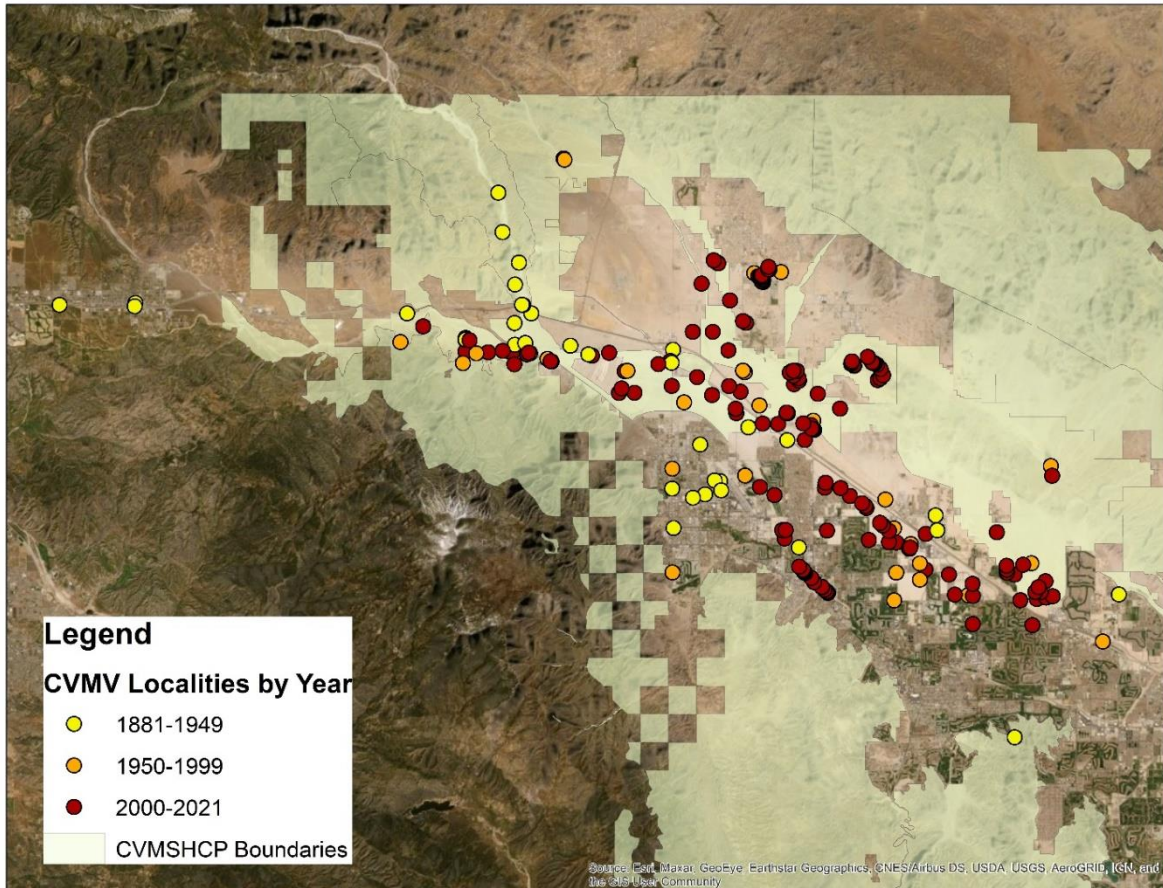 Legend
CVMV Localities by Year
1881-1949
1950-1999
2000-2021
CVMSHCP Boundaries
Source: Esri, Maxar, GeoEye, Earthstar Geographics, CNES/Airbus DS, USDA, USGS, AeroGRID, IGN, and
the GIS User Community